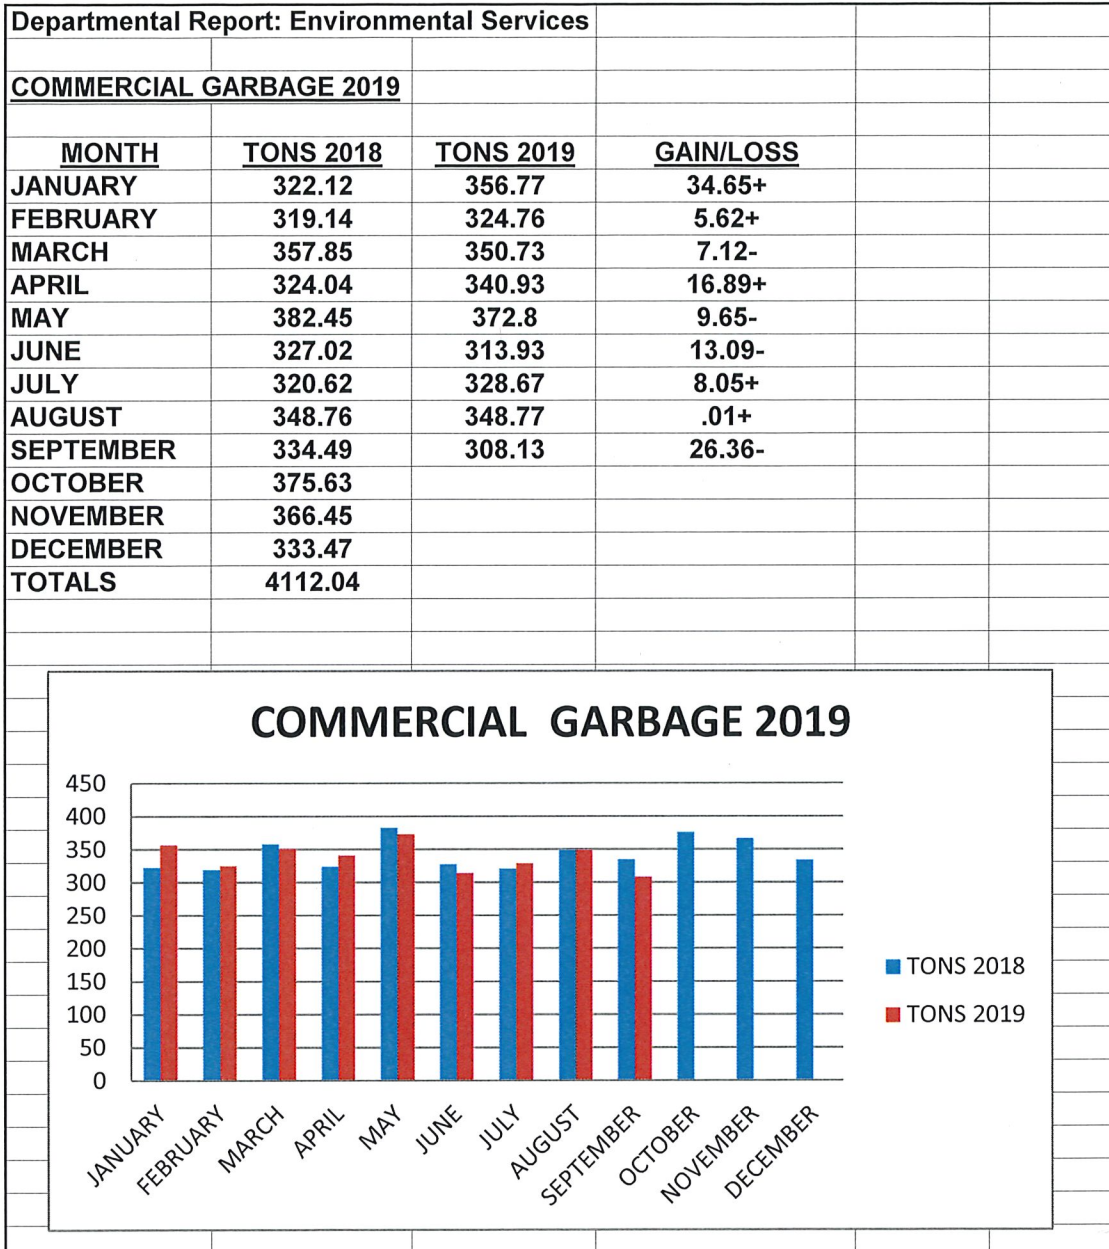 Departmental Report: Environmental Services
COMMERCIAL GARBAGE 2019
MONTH TONS 2018 TONS 2019 GAIN/LOSS
JANUARY 322.12 356.77 34.65+
FEBRUARY 319.14 324.76 5.62+
MARCH 357.85 350.73 7.12-
APRIL 324.04 340.93 16.89+
MAY 382.45 372.8 9.65-
JUNE 327.02 313.93 13.09-
JULY 320.62 328.67 8.05+
AUGUST 348.76 348.77 .01+
SEPTEMBER 334.49 308.13 26.36-
OCTOBER 375.63
NOVEMBER 366.45
DECEMBER 333.47
TOTALS 4112.04
COMMERCIAL GARBAGE 2019
450
400
350
300
250
200
150
100
50
0
JANUARY
FEBRUARY
MARCH
APRIL
MAY
JUNE
JULY
AUGUST
SEPTEMBER
OCTOBER
NOVEMBER
DECEMBER
TONS 2018
TONS 2019